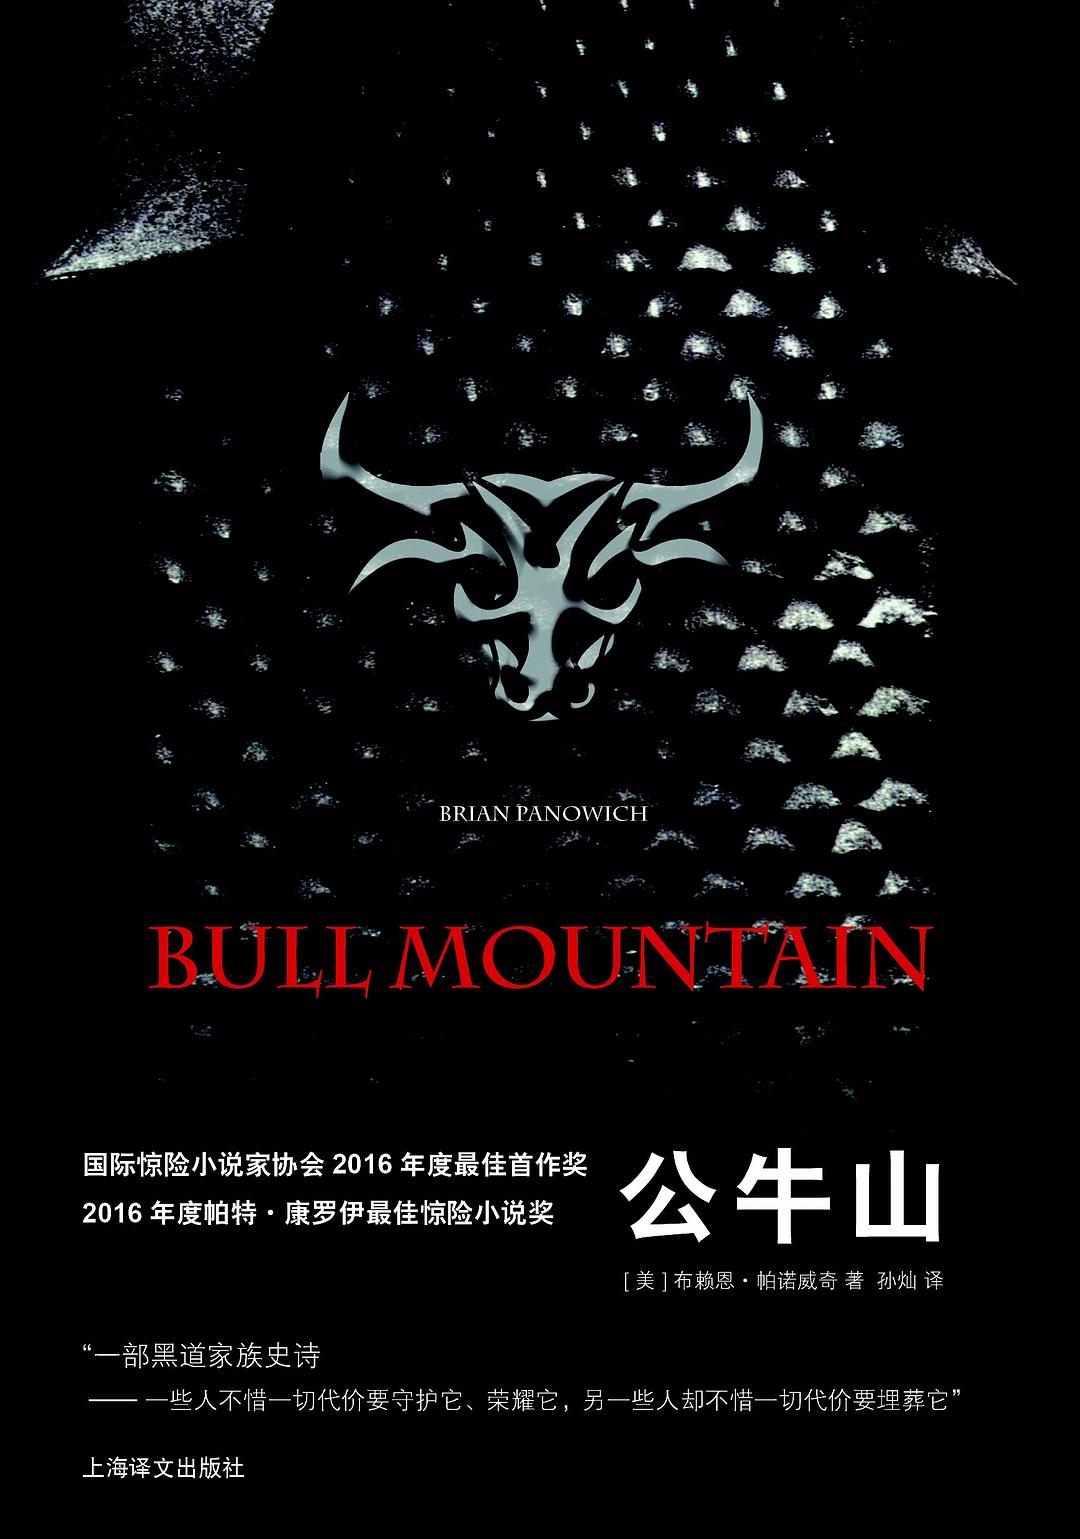 BRIAN PANOWICH
BULL MOUNTAIN
国际惊险小说家协会 2016 年度最佳首作奖
2016 年度帕特·康罗伊最佳惊险小说奖
公牛山
[ 美 ] 布赖恩·帕诺威奇 著 孙灿 译
“一部黑道家族史诗
—— 一些人不惜一切代价要守护它、荣耀它，另一些人却不惜一切代价要埋葬它”
上海译文出版社